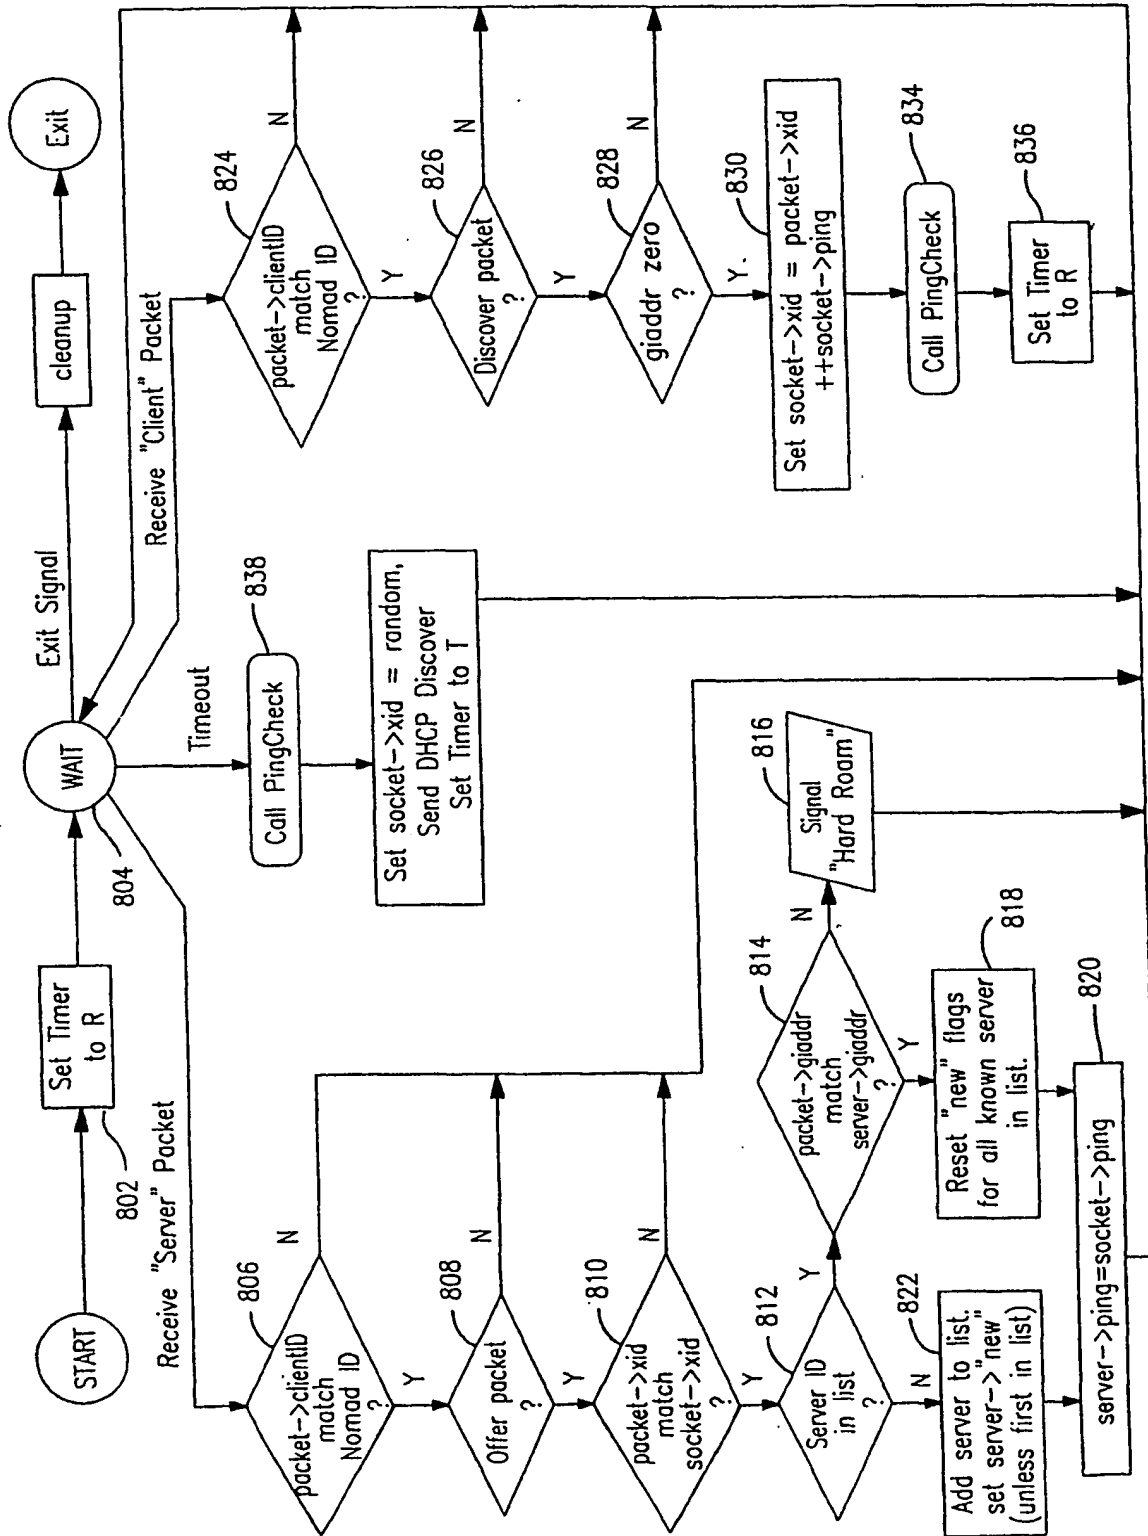 START
802
Set Timer
to R
804
WAIT
Exit Signal
cleanup
Exit
Receive "Server" Packet
Timeout
Receive "Client" Packet
806
packet->clientID
match
Nomad ID
?
N
Y
808
Offer packet
?
N
Y
810
packet->xid
match
socket->xid
?
N
Y
812
Server ID
in list
?
Y
N
814
packet->giaddr
match
server->giaddr
?
N
Y
816
Signal
"Hard Roam"
818
Reset "new" flags
for all known server
in list.
822
Add server to list.
set server->"new"
(unless first in list)
820
server->ping=socket->ping
838
Call PingCheck
Set socket->xid = random,
Send DHCP Discover
Set Timer to T
824
packet->clientID
match
Nomad ID
?
N
Y
826
Discover packet
?
N
Y
828
giaddr zero
?
N
Y
830
Set socket->xid = packet->xid
++socket->ping
834
Call PingCheck
836
Set Timer
to R